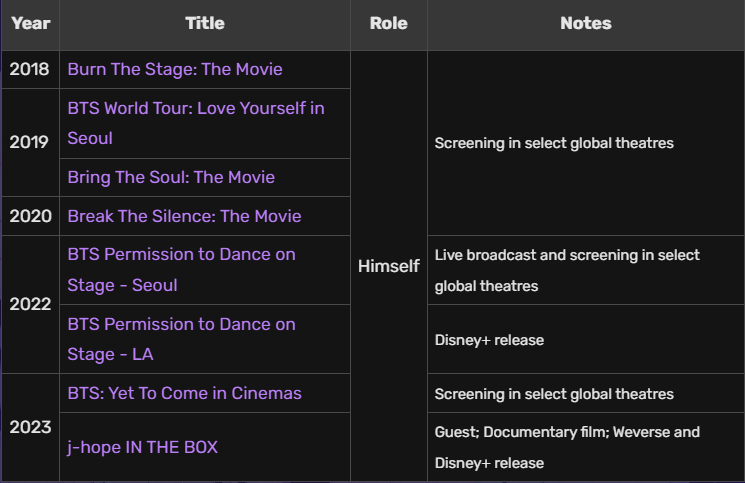 Year Title Role Notes
2018 Burn The Stage: The Movie
BTS World Tour: Love Yourself in
Seoul
2019
Screening in select global theatres
Bring The Soul: The Movie
2020 Break The Silence: The Movie
Himself
BTS Permission to Dance on
Stage - Seoul
Live broadcast and screening in select
global theatres
2022
BTS Permission to Dance on
Stage - LA
Disney+ release
BTS: Yet To Come in Cinemas
Screening in select global theatres
2023
j-hope IN THE BOX
Guest; Documentary film; Weverse and
Disney+ release